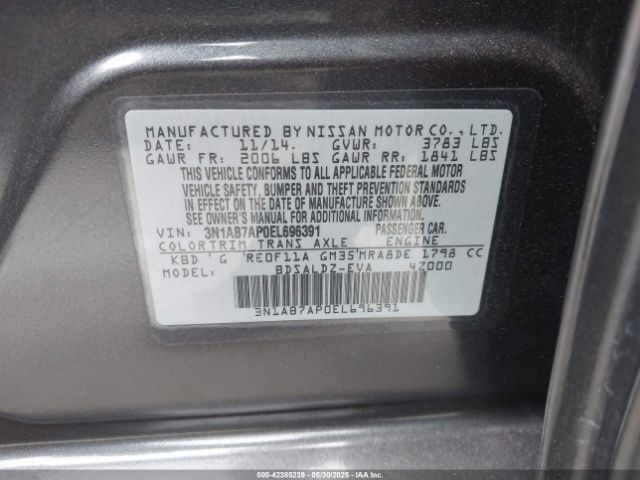 MANUFACTURED BY NISSAN MOTOR CO., LTD.
DATE: 11/14. GVWR: 3783 LBS
GAWR FR: 2006 LBS GAWR RR: 1841 LBS
THIS VEHICLE CONFORMS TO ALL APPLICABLE FEDERAL MOTOR
VEHICLE SAFETY, BUMPER AND THEFT PREVENTION STANDARDS
IN EFFECT ON THE DATE OF MANUFACTURE SHOWN ABOVE.
SEE OWNER'S MANUAL FOR ADDITIONAL INFORMATION
VIN: 3N1AB7AP0EL696391 PASSENGER CAR.
COLOR TRIM TRANS AXLE ENGINE
KBD G RE0F11A GM35 MRA8DE 1798 CC
MODEL: BDSALDZ-EVA 4Z000
3N1AB7AP0EL696391
000-42385239 05/30/2025 IAAI.COM